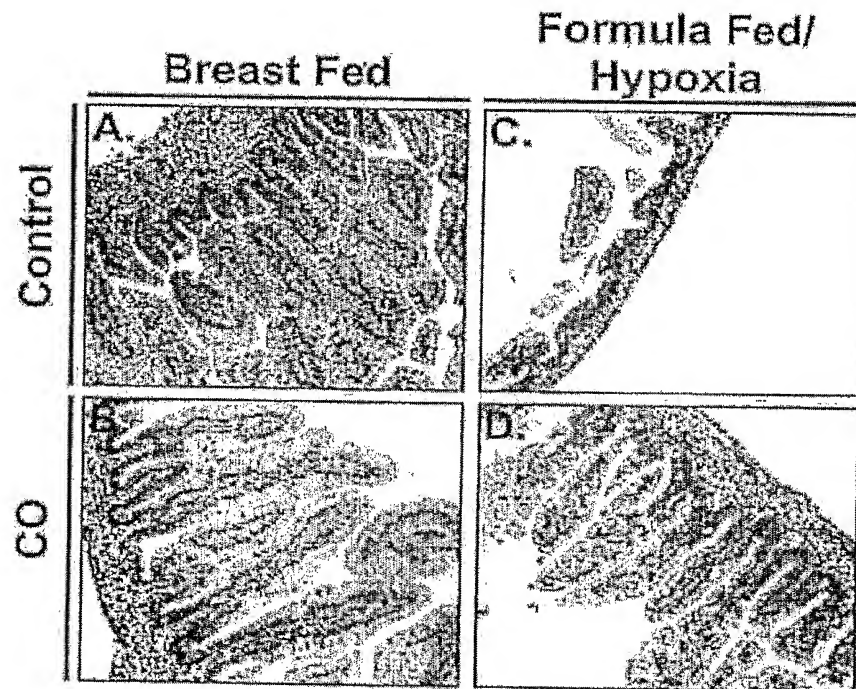 Breast Fed
Formula Fed/
Hypoxia
Control
A.
C.
CO
B.
D.